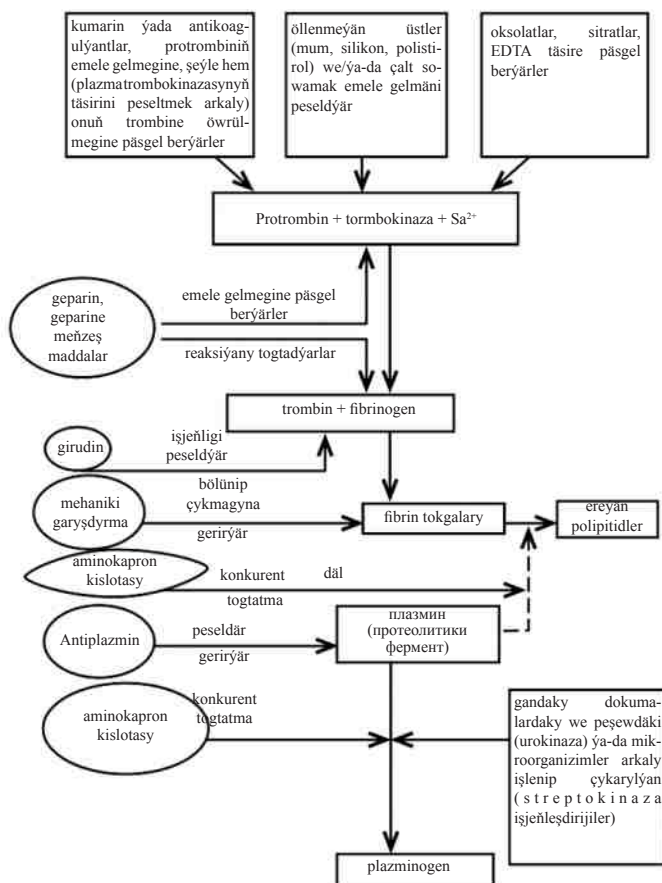 kumarin ýada antikoag-
ulýantlar, protrombiniň
emele gelmegine, şeýle hem
(plazmatrombokinazasynyň
täsirini peseltmek arkaly)
onuň trombine öwrül-
megine päsgel berýärler
öllenmeýän üstler
(mum, silikon, polisti-
rol) we/ýa-da çalt so-
wamak emele gelmäni
peseldýär
oksolatlar, sitratlar,
EDTA täsire päsgel
berýärler
Protrombin + tormbokinaza + Sa²⁺
geparin,
geparine
meňzeş
maddalar
emele gelmegine päsgel
berýärler
reaksiýany togtadýarlar
trombin + fibrinogen
girudin
işjeňligi
peseldýär
mehaniki
garyşdyrma
bölünip
çykmagyna
gerirýär
fibrin tokgalary
ereýan
polipitidler
aminokapron
kislotasy
konkurent däl
togtatma
Antiplazmin
peseldär
gerirýär
плазмин
(протеолитики
фермент)
aminokapron
kislotasy
konkurent
togtatma
gandaky dokuma-
lardaky we peşewdäki
(urokinaza) ýa-da mik-
roorganizimler arkaly
işlenip çykarylýan
(streptokinaza
işjeňleşdirijiler)
plazminogen